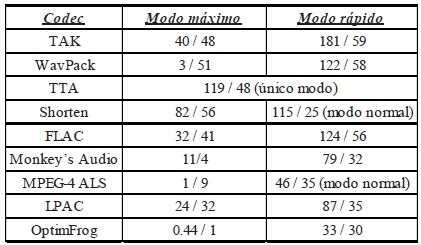 Codec Modo máximo Modo rápido
TAK 40 / 48 181 / 59
WavPack 3 / 51 122 / 58
TTA 119 / 48 (único modo)
Shorten 82 / 56 115 / 25 (modo normal)
FLAC 32 / 41 124 / 56
Monkey's Audio 11/4 79 / 32
MPEG-4 ALS 1 / 9 46 / 35 (modo normal)
LPAC 24 / 32 87 / 35
OptimFrog 0.44 / 1 33 / 30